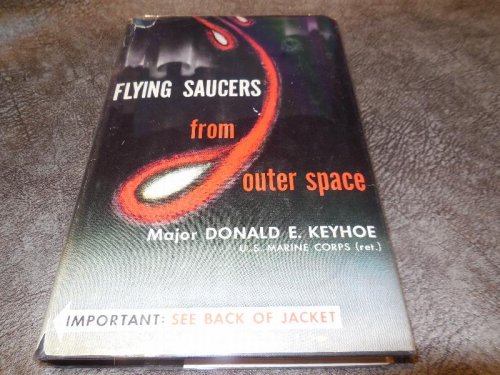 FLYING SAUCERS
from
outer space
Major DONALD E. KEYHOE
U. S. MARINE CORPS (ret.)
IMPORTANT: SEE BACK OF JACKET